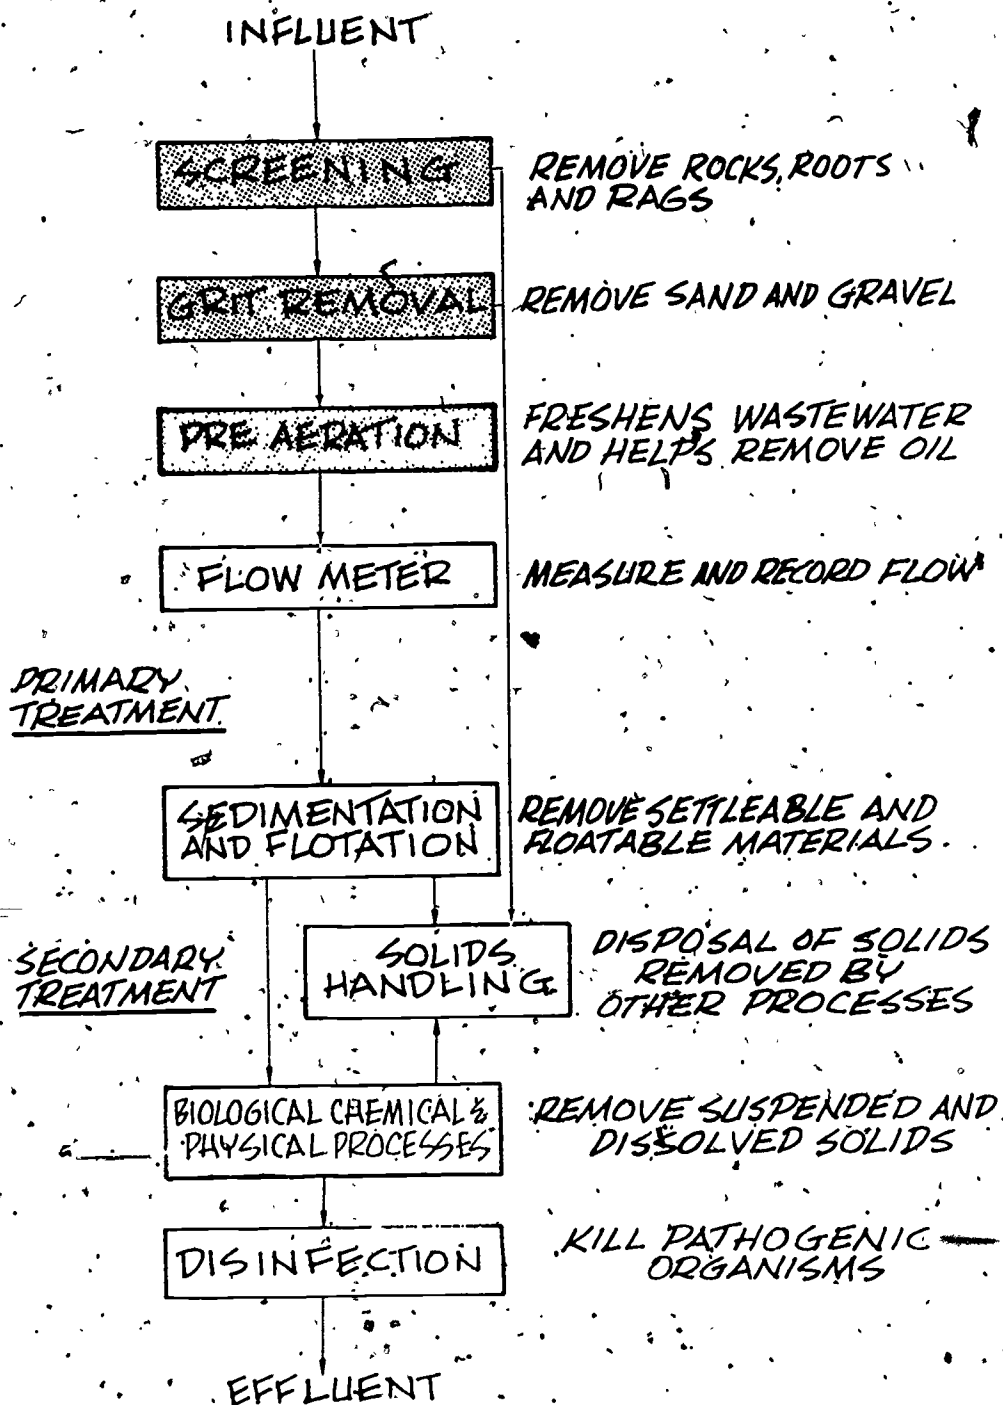 INFLUENT
SCREENING
REMOVE ROCKS, ROOTS
AND RAGS
GRIT REMOVAL
REMOVE SAND AND GRAVEL
PRE AERATION
FRESHENS WASTEWATER
AND HELPS REMOVE OIL
FLOW METER
MEASURE AND RECORD FLOW
PRIMARY
TREATMENT
SEDIMENTATION
AND FLOTATION
REMOVE SETTLEABLE AND
FLOATABLE MATERIALS.
SECONDARY
TREATMENT
SOLIDS
HANDLING
DISPOSAL OF SOLIDS
REMOVED BY
OTHER PROCESSES
BIOLOGICAL CHEMICAL &
PHYSICAL PROCESSES
REMOVE SUSPENDED AND
DISSOLVED SOLIDS
DISINFECTION
KILL PATHOGENIC
ORGANISMS
EFFLUENT